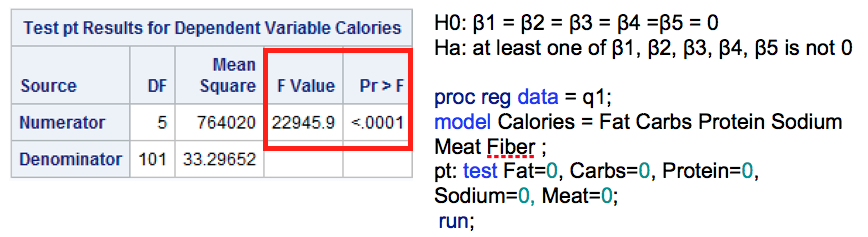 Test pt Results for Dependent Variable Calories
Source DF Mean Square F Value Pr > F
Numerator 5 764020 22945.9 <.0001
Denominator 101 33.29652
H0: β1 = β2 = β3 = β4 =β5 = 0
Ha: at least one of β1, β2, β3, β4, β5 is not 0
proc reg data = q1;
model Calories = Fat Carbs Protein Sodium
Meat Fiber ;
pt: test Fat=0, Carbs=0, Protein=0,
Sodium=0, Meat=0;
run;